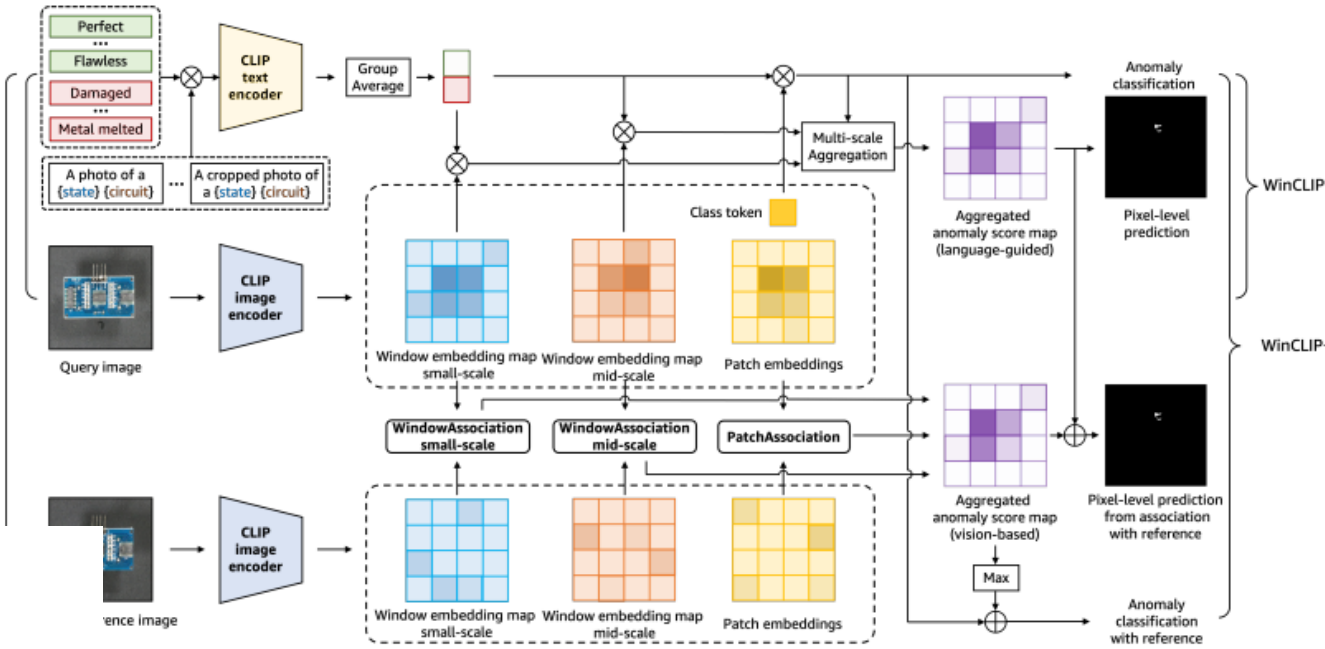 Perfect
...
Flawless
Damaged
...
Metal melted
CLIP
text
encoder
Group
Average
A photo of a
{state} {circuit}
...
A cropped photo of
a {state} {circuit}
Multi-scale
Aggregation
Anomaly
classification
Class token
Aggregated
anomaly score map
(language-guided)
Pixel-level
prediction
WinCLIP
CLIP
image
encoder
Query image
Window embedding map
small-scale
Window embedding map
mid-scale
Patch embeddings
WinCLIP
WindowAssociation
small-scale
WindowAssociation
mid-scale
PatchAssociation
Aggregated
anomaly score map
(vision-based)
Pixel-level prediction
from association
with reference
CLIP
image
encoder
rence image
Window embedding map
small-scale
Window embedding map
mid-scale
Patch embeddings
Max
Anomaly
classification
with reference